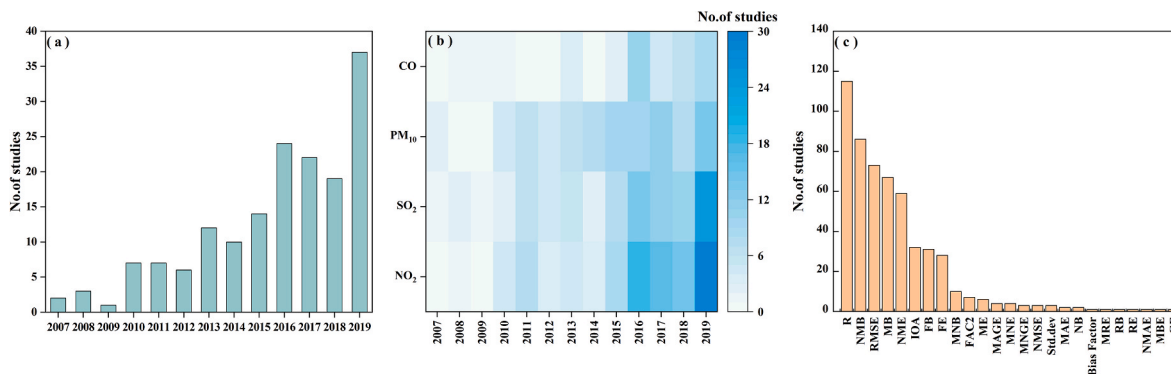 ( a )
No.of studies
40
35
30
25
20
15
10
5
0
2007 2008 2009 2010 2011 2012 2013 2014 2015 2016 2017 2018 2019
( b )
No.of studies
CO
PM10
SO2
NO2
2007 2008 2009 2010 2011 2012 2013 2014 2015 2016 2017 2018 2019
30
24
18
12
6
0
( c )
No.of studies
140
120
100
80
60
40
20
0
R
NMB
RMSE
MB
NME
IOA
FB
FE
MNB
FAC2
ME
MAGE
MNE
MNGE
NMSE
Std.dev
MAE
NB
Bias Factor
MRE
RB
RE
NMAE
MIBE